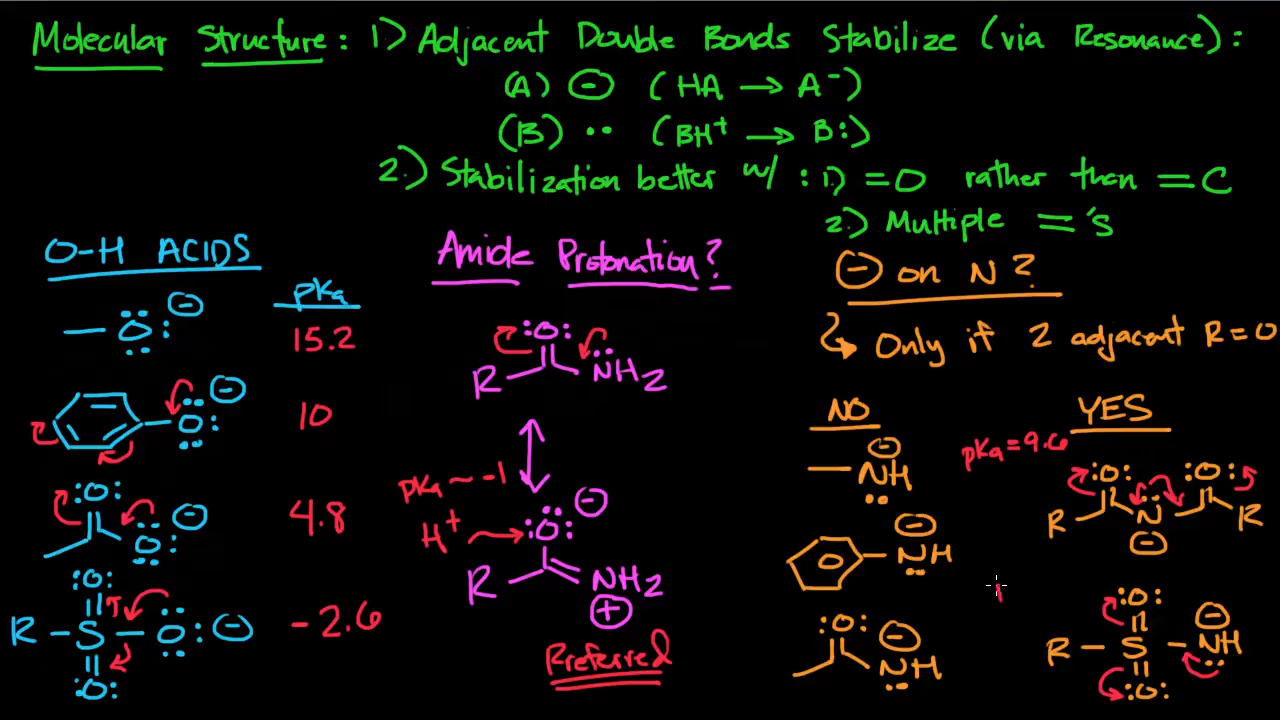 Molecular Structure: 1.) Adjacent Double Bonds Stabilize (via Resonance):
(A) ⊖ (HA → A⁻)
(B) •• (BH⁺ → B:)
2.) Stabilization better w/ : 1.) =O rather than =C
2.) Multiple ='s
O-H ACIDS
pKa
–O: ⊖
15.2
O: ⊖
10
:O:
O: ⊖
4.8
:O:
R–S–O: ⊖
:O:
-2.6
Amide Protonation?
:O:
R NH2
pKa ~ -1
H⁺ → :O: ⊖
R NH2
⊕
Preferred
⊖ on N?
Only if 2 adjacent R=O
NO
⊖
–NH
⊖
NH
:O: ⊖
NH
YES
pKa=9.6
:O: :O:
R N R
⊖
:O: ⊖
R–S–NH
:O: